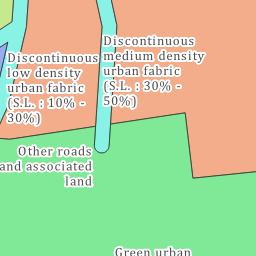 Discontinuous
low density
urban fabric
(S.L. : 10% -
30%)
Discontinuous
medium density
urban fabric
(S.L. : 30% -
50%)
Other roads
and associated
land
Green urban